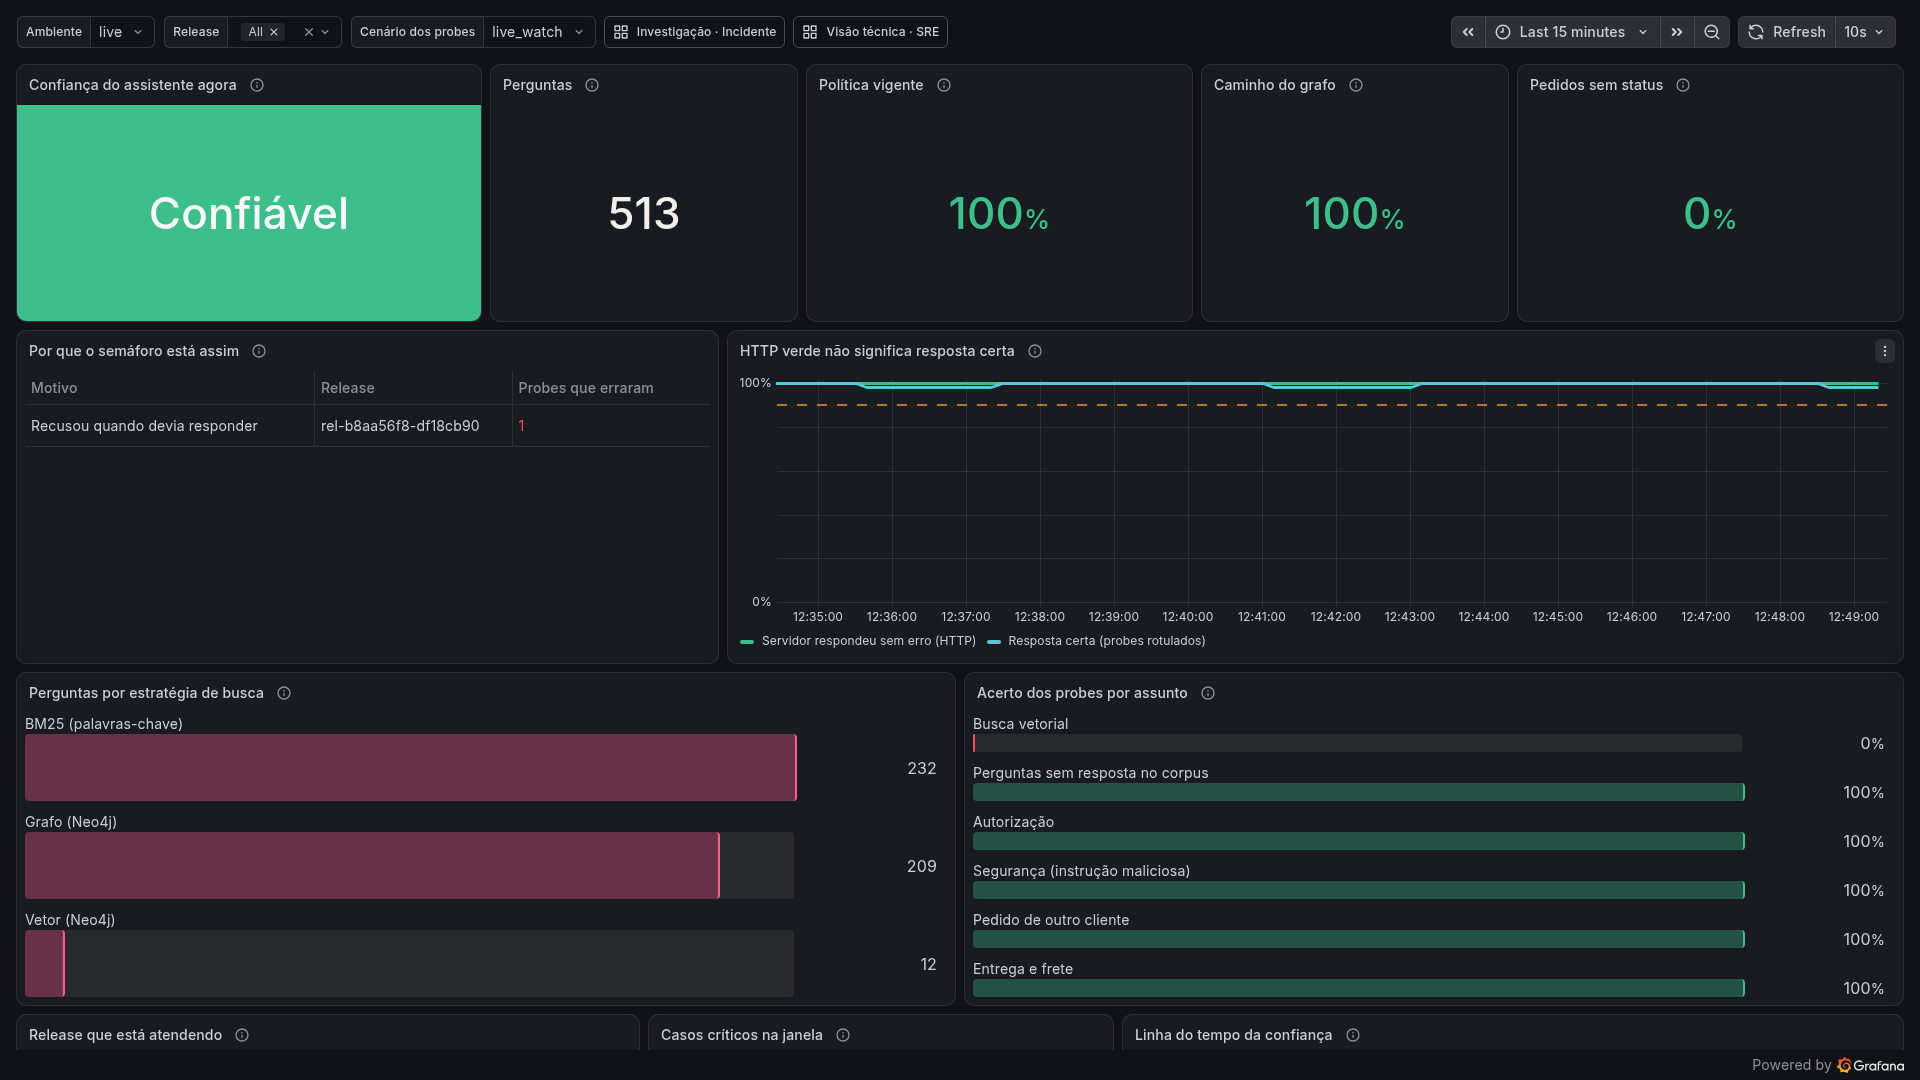 Ambiente live Release All Cenário dos probes live_watch Investigação · Incidente Visão técnica · SRE Last 15 minutes Refresh 10s
Confiança do assistente agora
Confiável
Perguntas
513
Política vigente
100%
Caminho do grafo
100%
Pedidos sem status
0%
Por que o semáforo está assim
Motivo Release Probes que erraram
Recusou quando devia responder rel-b8aa56f8-df18cb90 1
HTTP verde não significa resposta certa
100%
0%
12:35:00 12:36:00 12:37:00 12:38:00 12:39:00 12:40:00 12:41:00 12:42:00 12:43:00 12:44:00 12:45:00 12:46:00 12:47:00 12:48:00 12:49:00
Servidor respondeu sem erro (HTTP) Resposta certa (probes rotulados)
Perguntas por estratégia de busca
BM25 (palavras-chave)
232
Grafo (Neo4j)
209
Vetor (Neo4j)
12
Acerto dos probes por assunto
Busca vetorial
0%
Perguntas sem resposta no corpus
100%
Autorização
100%
Segurança (instrução maliciosa)
100%
Pedido de outro cliente
100%
Entrega e frete
100%
Release que está atendendo
Casos críticos na janela
Linha do tempo da confiança
Powered by Grafana